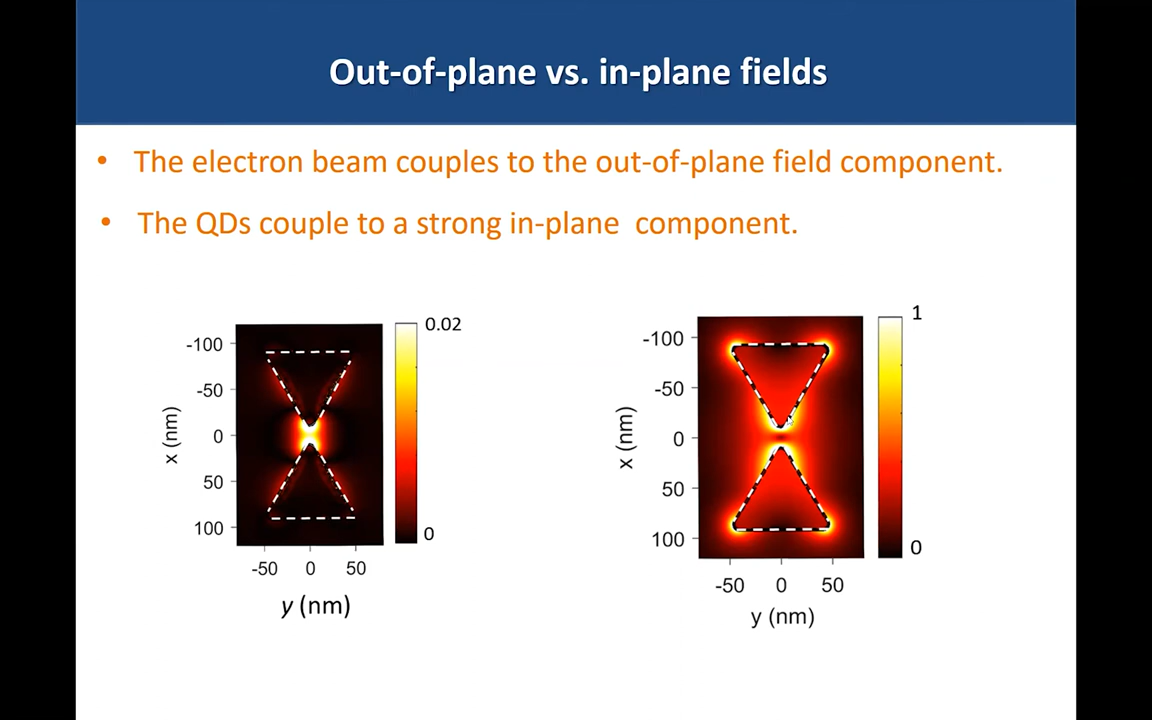 Out-of-plane vs. in-plane fields
• The electron beam couples to the out-of-plane field component.
• The QDs couple to a strong in-plane component.
0.02
-100
-50
0
50
100
x (nm)
0
-50 0 50
y (nm)
1
-100
-50
0
50
100
x (nm)
0
-50 0 50
y (nm)